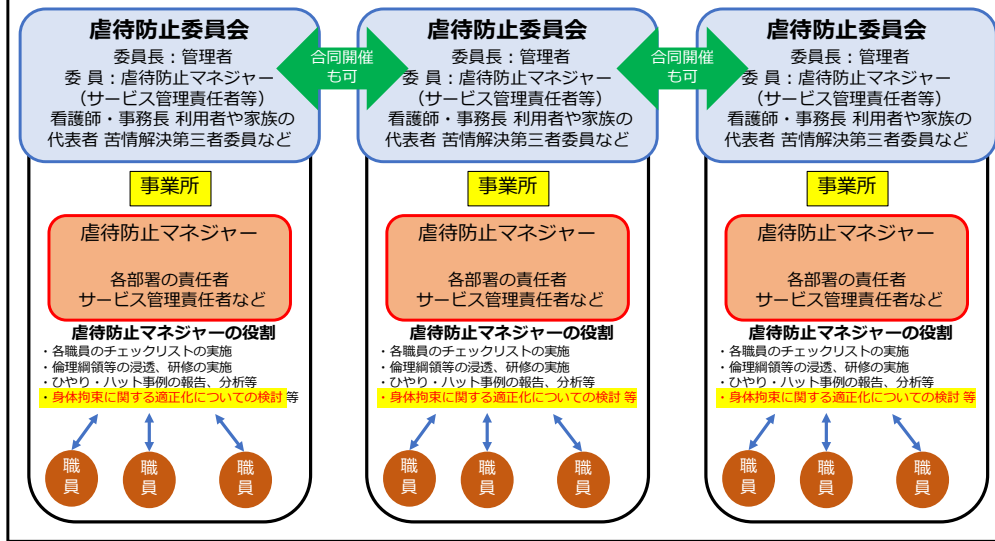 虐待防止委員会
委員長：管理者
委 員：虐待防止マネジャー
（サービス管理責任者等）
看護師・事務長 利用者や家族の
代表者 苦情解決第三者委員など
合同開催
も可
虐待防止委員会
委員長：管理者
委 員：虐待防止マネジャー
（サービス管理責任者等）
看護師・事務長 利用者や家族の
代表者 苦情解決第三者委員など
合同開催
も可
虐待防止委員会
委員長：管理者
委 員：虐待防止マネジャー
（サービス管理責任者等）
看護師・事務長 利用者や家族の
代表者 苦情解決第三者委員など
事業所
虐待防止マネジャー
各部署の責任者
サービス管理責任者など
虐待防止マネジャーの役割
・各職員のチェックリストの実施
・倫理綱領等の浸透、研修の実施
・ひやり・ハット事例の報告、分析等
・身体拘束に関する適正化についての検討 等
職
員
職
員
職
員
事業所
虐待防止マネジャー
各部署の責任者
サービス管理責任者など
虐待防止マネジャーの役割
・各職員のチェックリストの実施
・倫理綱領等の浸透、研修の実施
・ひやり・ハット事例の報告、分析等
・身体拘束に関する適正化についての検討 等
職
員
職
員
職
員
事業所
虐待防止マネジャー
各部署の責任者
サービス管理責任者など
虐待防止マネジャーの役割
・各職員のチェックリストの実施
・倫理綱領等の浸透、研修の実施
・ひやり・ハット事例の報告、分析等
・身体拘束に関する適正化についての検討 等
職
員
職
員
職
員